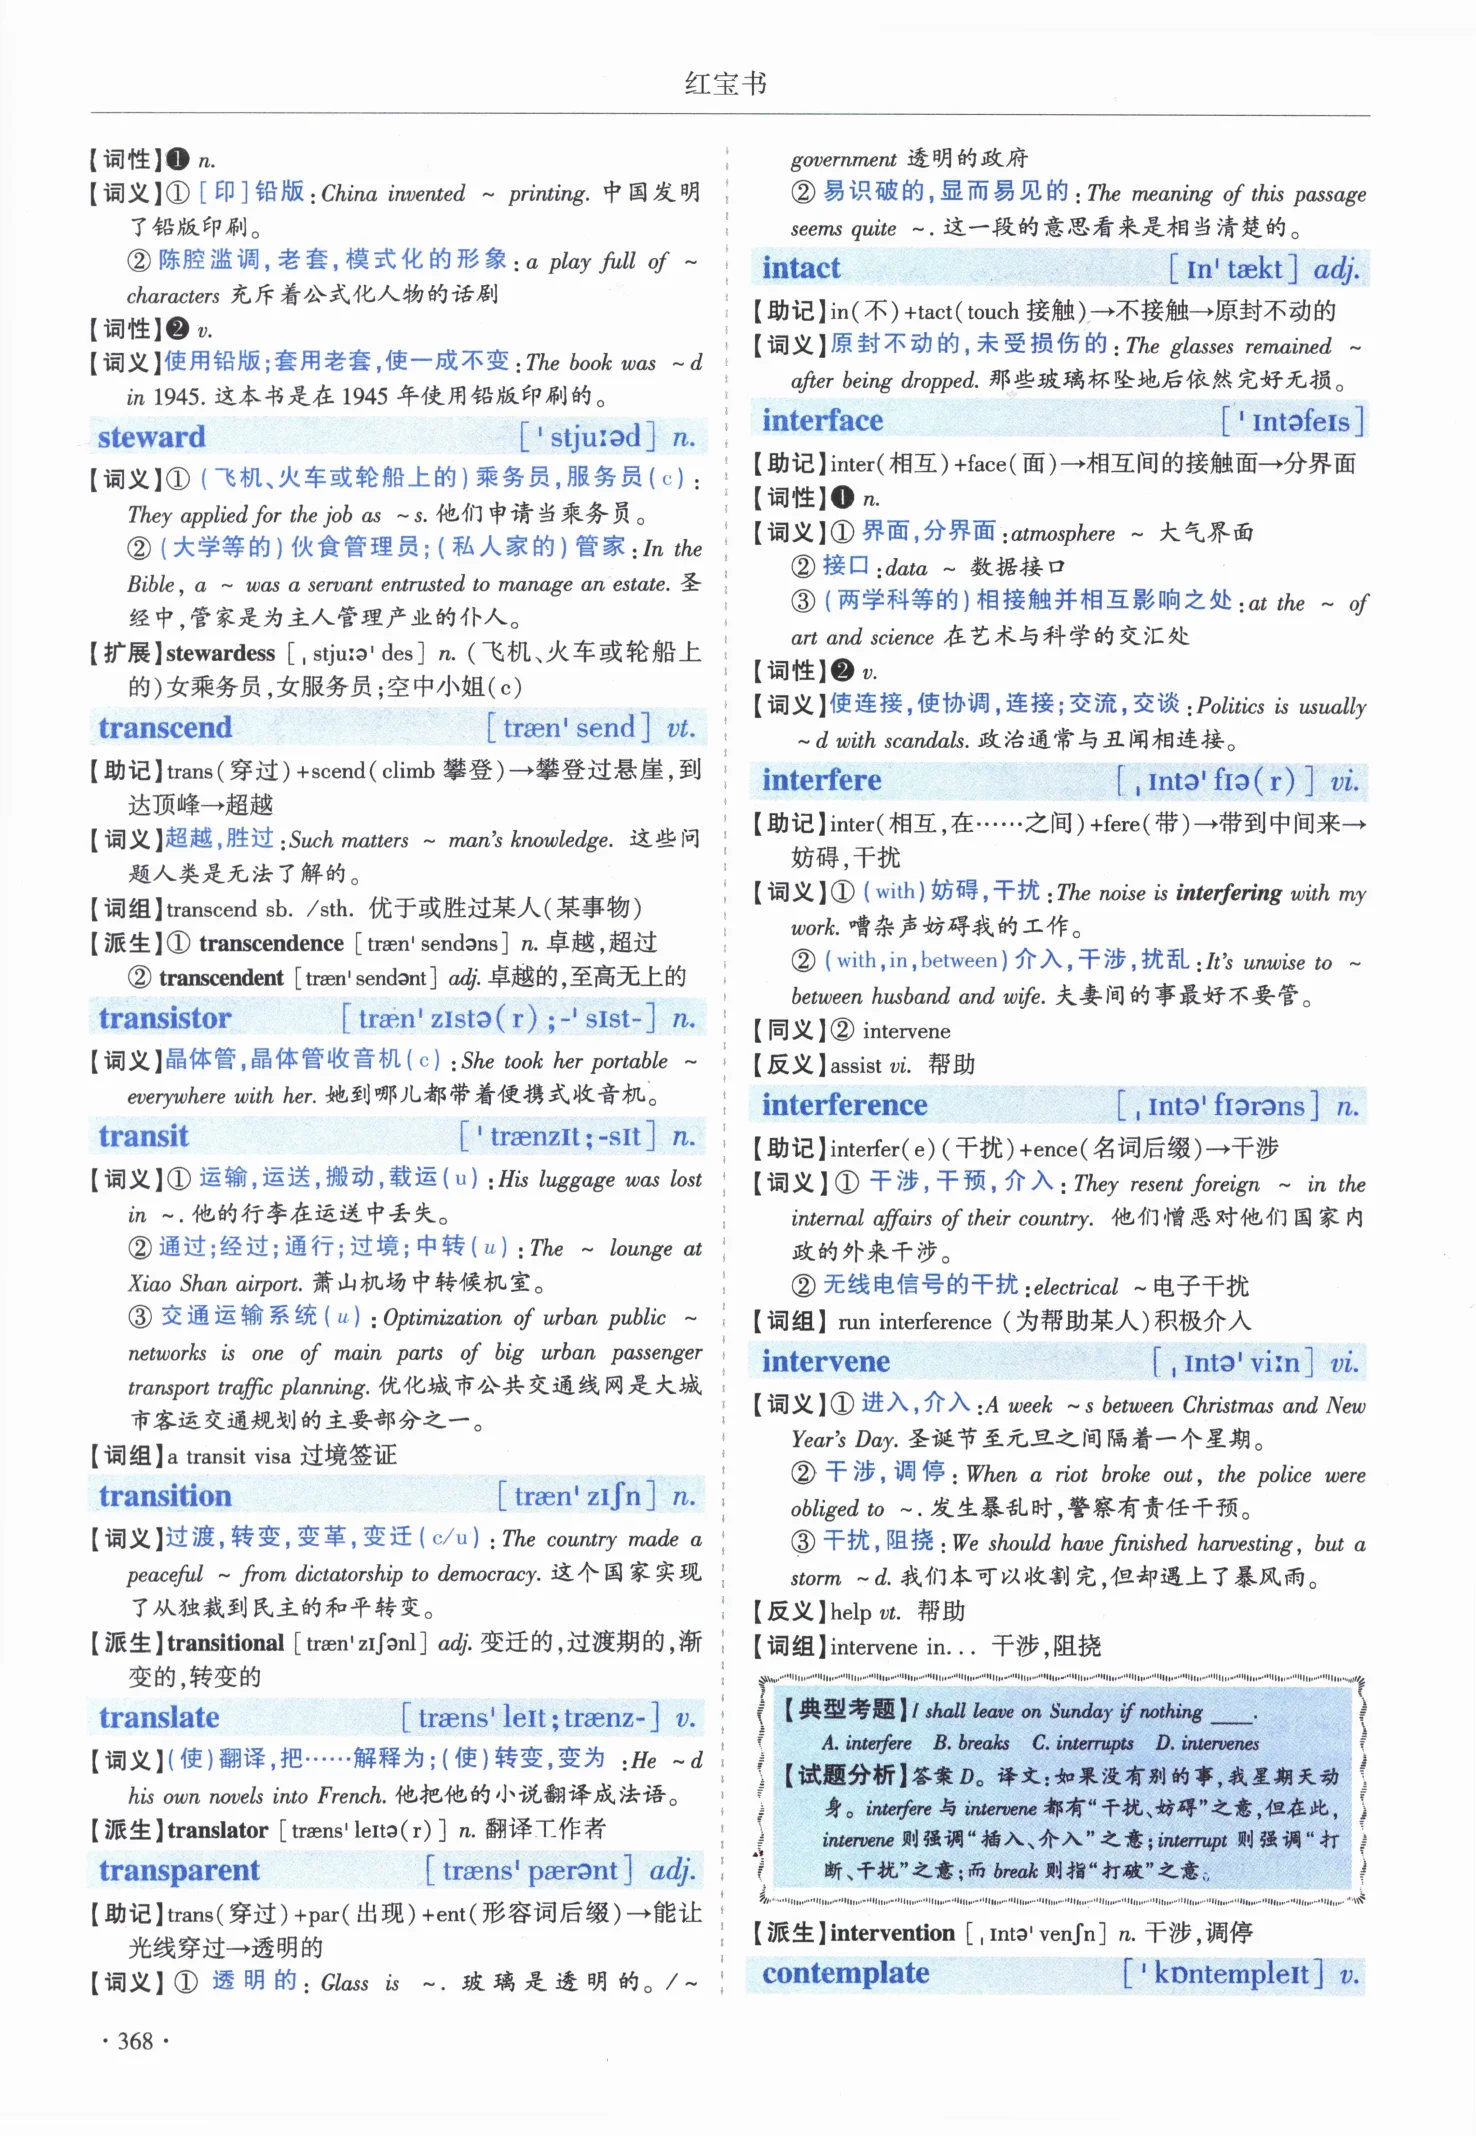 红宝书
【词性】❶ n.
【词义】①［印］铅版:China invented ~ printing. 中国发明
了铅版印刷。
②陈腔滥调,老套,模式化的形象:a play full of ~
characters 充斥着公式化人物的话剧
【词性】❷ v.
【词义】使用铅版;套用老套,使一成不变:The book was ~d
in 1945. 这本书是在 1945 年使用铅版印刷的。
steward [ˈstjuːəd] n.
【词义】①(飞机、火车或轮船上的)乘务员,服务员(c):
They applied for the job as ~s. 他们申请当乘务员。
②(大学等的)伙食管理员;(私人家的)管家:In the
Bible, a ~ was a servant entrusted to manage an estate. 圣
经中,管家是为主人管理产业的仆人。
【扩展】stewardess [ˌstjuːəˈdes] n. (飞机、火车或轮船上
的)女乘务员,女服务员;空中小姐(c)
transcend [trænˈsend] vt.
【助记】trans(穿过)+scend(climb 攀登)→攀登过悬崖,到
达顶峰→超越
【词义】超越,胜过:Such matters ~ man's knowledge. 这些问
题人类是无法了解的。
【词组】transcend sb. /sth. 优于或胜过某人(某事物)
【派生】① transcendence [trænˈsendəns] n. 卓越,超过
② transcendent [trænˈsendənt] adj. 卓越的,至高无上的
transistor [trænˈzɪstə(r);-ˈsɪst-] n.
【词义】晶体管,晶体管收音机(c):She took her portable ~
everywhere with her. 她到哪儿都带着便携式收音机。
transit [ˈtrænzɪt;-sɪt] n.
【词义】①运输,运送,搬动,载运(u):His luggage was lost
in ~. 他的行李在运送中丢失。
②通过;经过;通行;过境;中转(u):The ~ lounge at
Xiao Shan airport. 萧山机场中转候机室。
③交通运输系统(u):Optimization of urban public ~
networks is one of main parts of big urban passenger
transport traffic planning. 优化城市公共交通线网是大城
市客运交通规划的主要部分之一。
【词组】a transit visa 过境签证
transition [trænˈzɪʃn] n.
【词义】过渡,转变,变革,变迁(c/u):The country made a
peaceful ~ from dictatorship to democracy. 这个国家实现
了从独裁到民主的和平转变。
【派生】transitional [trænˈzɪʃənl] adj. 变迁的,过渡期的,渐
变的,转变的
translate [trænsˈleɪt;trænz-] v.
【词义】(使)翻译,把……解释为;(使)转变,变为:He ~d
his own novels into French. 他把他的小说翻译成法语。
【派生】translator [trænsˈleɪtə(r)] n. 翻译工作者
transparent [trænsˈpærənt] adj.
【助记】trans(穿过)+par(出现)+ent(形容词后缀)→能让
光线穿过→透明的
【词义】①透明的:Glass is ~. 玻璃是透明的。/~
· 368 ·
government 透明的政府
②易识破的,显而易见的:The meaning of this passage
seems quite ~. 这一段的意思看来是相当清楚的。
intact [ɪnˈtækt] adj.
【助记】in(不)+tact(touch 接触)→不接触→原封不动的
【词义】原封不动的,未受损伤的:The glasses remained ~
after being dropped. 那些玻璃杯坠地后依然完好无损。
interface [ˈɪntəfeɪs]
【助记】inter(相互)+face(面)→相互间的接触面→分界面
【词性】❶ n.
【词义】①界面,分界面:atmosphere ~ 大气界面
②接口:data ~ 数据接口
③(两学科等的)相接触并相互影响之处:at the ~ of
art and science 在艺术与科学的交汇处
【词性】❷ v.
【词义】使连接,使协调,连接;交流,交谈:Politics is usually
~d with scandals. 政治通常与丑闻相连接。
interfere [ˌɪntəˈfɪə(r)] vi.
【助记】inter(相互,在……之间)+fere(带)→带到中间来→
妨碍,干扰
【词义】①(with)妨碍,干扰:The noise is interfering with my
work. 嘈杂声妨碍我的工作。
②(with,in,between)介入,干涉,扰乱:It's unwise to ~
between husband and wife. 夫妻间的事最好不要管。
【同义】② intervene
【反义】assist vi. 帮助
interference [ˌɪntəˈfɪərəns] n.
【助记】interfer(e)(干扰)+ence(名词后缀)→干涉
【词义】①干涉,干预,介入:They resent foreign ~ in the
internal affairs of their country. 他们憎恶对他们国家内
政的外来干涉。
②无线电信号的干扰:electrical ~电子干扰
【词组】run interference (为帮助某人)积极介入
intervene [ˌɪntəˈviːn] vi.
【词义】①进入,介入:A week ~s between Christmas and New
Year's Day. 圣诞节至元旦之间隔着一个星期。
②干涉,调停:When a riot broke out, the police were
obliged to ~. 发生暴乱时,警察有责任干预。
③干扰,阻挠:We should have finished harvesting, but a
storm ~d. 我们本可以收割完,但却遇上了暴风雨。
【反义】help vt. 帮助
【词组】intervene in... 干涉,阻挠
【典型考题】I shall leave on Sunday if nothing ____.
A. interfere B. breaks C. interrupts D. intervenes
【试题分析】答案 D。译文:如果没有别的事,我星期天动
身。interfere 与 intervene 都有“干扰、妨碍”之意,但在此,
intervene 则强调“插入、介入”之意;interrupt 则强调“打
断、干扰”之意;而 break 则指“打破”之意。
【派生】intervention [ˌɪntəˈvenʃn] n. 干涉,调停
contemplate [ˈkɒntempleɪt] v.